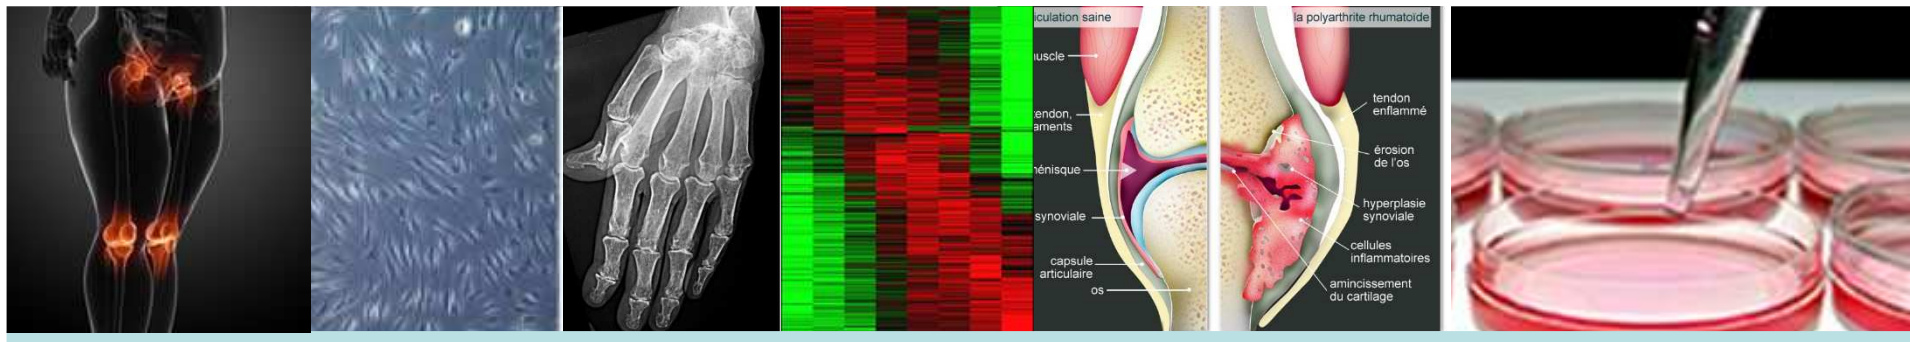 iculation saine
la polyarthrite rhumatoïde
uscle
tendon,
aments
énisque
synoviale
capsule
articulaire
os
tendon
enflammé
érosion
de l'os
hyperplasie
synoviale
cellules
inflammatoires
amincissement
du cartilage